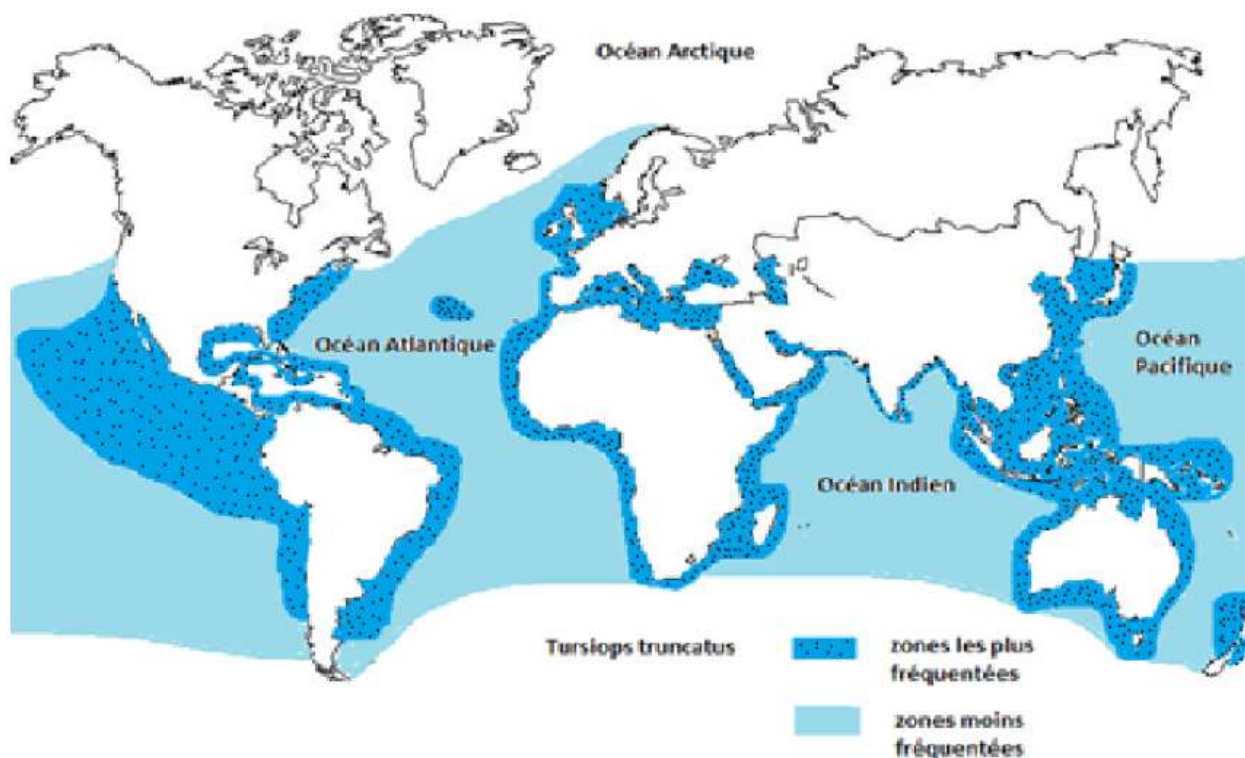 Océan Arctique
Océan Atlantique
Océan
Pacifique
Océan Indien
Tursiops truncatus
zones les plus
fréquentées
zones moins
fréquentées